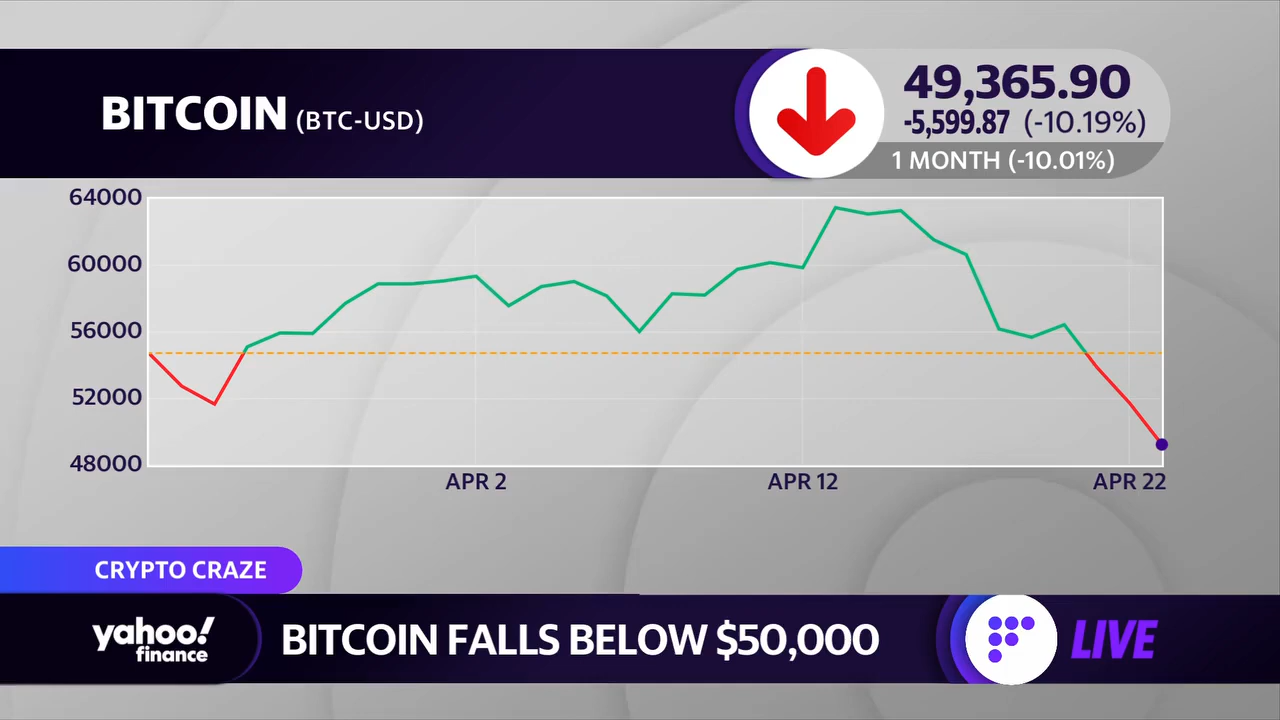 BITCOIN (BTC-USD)
49,365.90
-5,599.87 (-10.19%)
1 MONTH (-10.01%)
64000
60000
56000
52000
48000
APR 2 APR 12 APR 22
CRYPTO CRAZE
yahoo!
finance
BITCOIN FALLS BELOW $50,000
LIVE